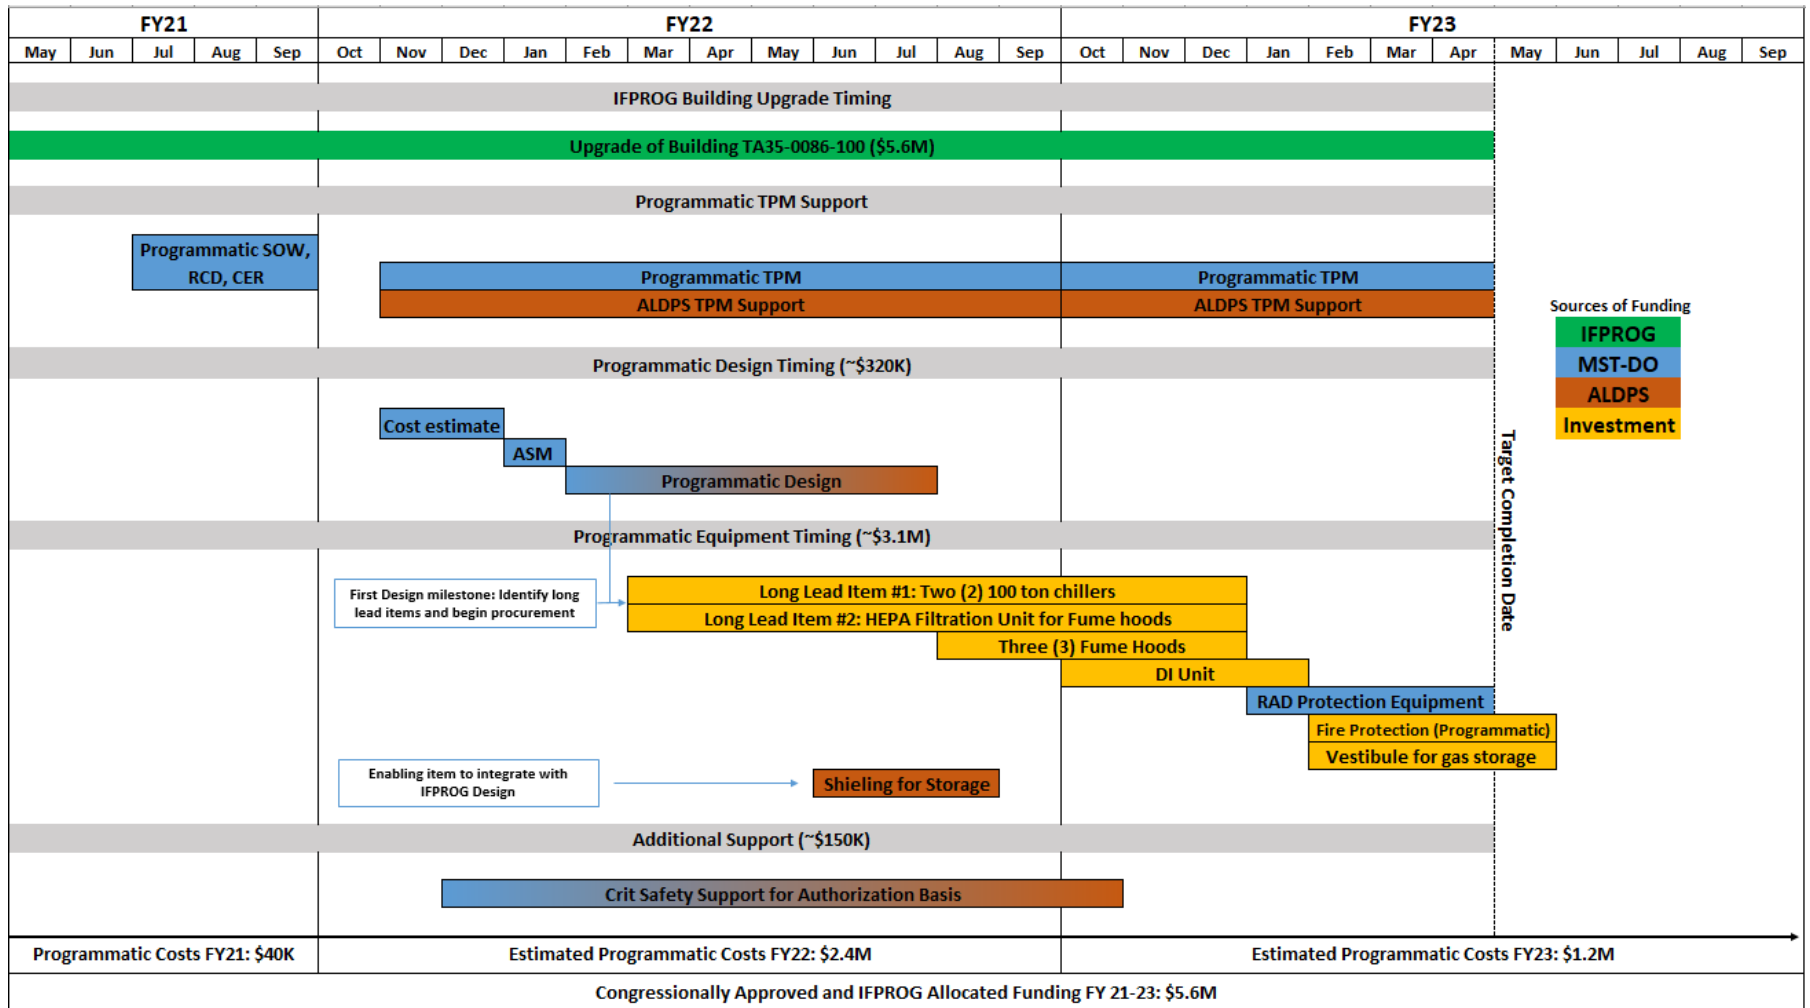 FY21 FY22 FY23
May Jun Jul Aug Sep Oct Nov Dec Jan Feb Mar Apr May Jun Jul Aug Sep Oct Nov Dec Jan Feb Mar Apr May Jun Jul Aug Sep
IFPROG Building Upgrade Timing
Upgrade of Building TA35-0086-100 ($5.6M)
Programmatic TPM Support
Programmatic SOW,
RCD, CER
Programmatic TPM Programmatic TPM
ALDPS TPM Support ALDPS TPM Support
Sources of Funding
IFPROG
MST-DO
ALDPS
Investment
Programmatic Design Timing (~$320K)
Cost estimate
ASM
Programmatic Design
Target Completion Date
Programmatic Equipment Timing (~$3.1M)
First Design milestone: Identify long
lead items and begin procurement
Long Lead Item #1: Two (2) 100 ton chillers
Long Lead Item #2: HEPA Filtration Unit for Fume hoods
Three (3) Fume Hoods
DI Unit
RAD Protection Equipment
Fire Protection (Programmatic)
Vestibule for gas storage
Enabling item to integrate with
IFPROG Design
Shieling for Storage
Additional Support (~$150K)
Crit Safety Support for Authorization Basis
Programmatic Costs FY21: $40K Estimated Programmatic Costs FY22: $2.4M Estimated Programmatic Costs FY23: $1.2M
Congressionally Approved and IFPROG Allocated Funding FY 21-23: $5.6M